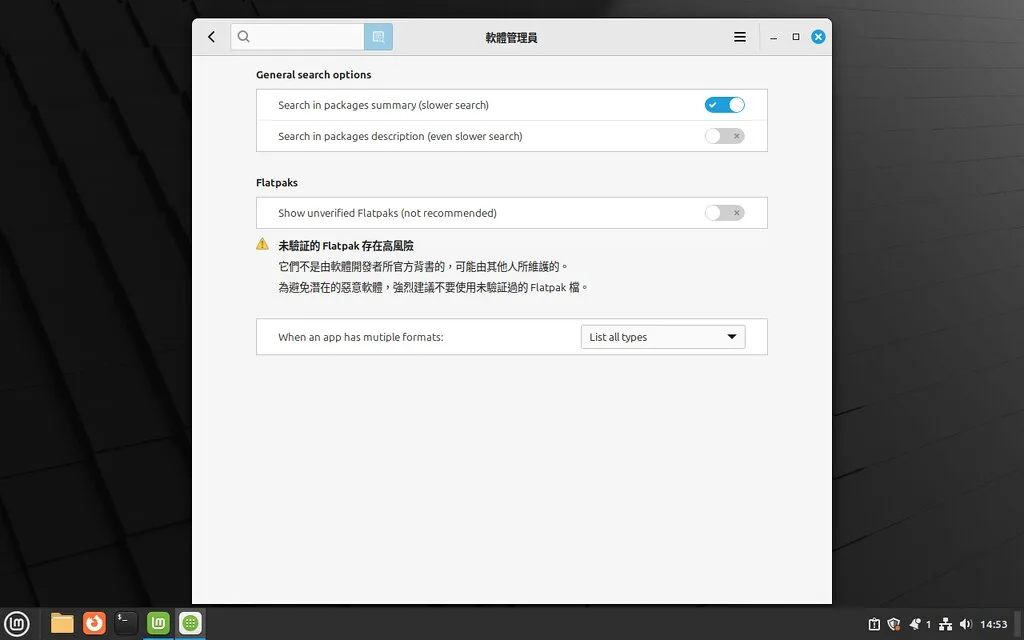 軟體管理員
General search options
Search in packages summary (slower search)
Search in packages description (even slower search)
Flatpaks
Show unverified Flatpaks (not recommended)
未驗証的 Flatpak 存在高風險
它們不是由軟體開發者所官方背書的，可能由其他人所維護的。
為避免潛在的惡意軟體，強烈建議不要使用未驗証過的 Flatpak 檔。
When an app has mutiple formats:
List all types
1
14:53